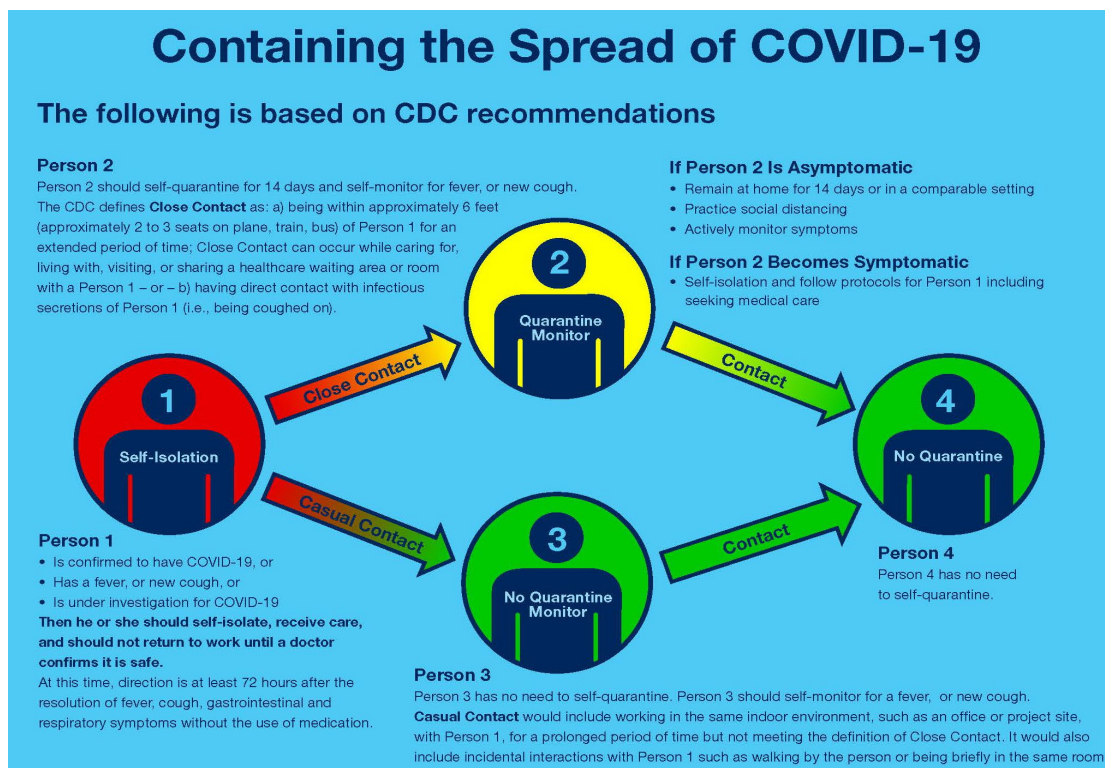 Containing the Spread of COVID-19
The following is based on CDC recommendations
Person 2
Person 2 should self-quarantine for 14 days and self-monitor for fever, or new cough.
The CDC defines Close Contact as: a) being within approximately 6 feet
(approximately 2 to 3 seats on plane, train, bus) of Person 1 for an
extended period of time; Close Contact can occur while caring for,
living with, visiting, or sharing a healthcare waiting area or room
with a Person 1 – or – b) having direct contact with infectious
secretions of Person 1 (i.e., being coughed on).
If Person 2 Is Asymptomatic
• Remain at home for 14 days or in a comparable setting
• Practice social distancing
• Actively monitor symptoms
If Person 2 Becomes Symptomatic
• Self-isolation and follow protocols for Person 1 including
seeking medical care
2
Quarantine
Monitor
Close Contact
Contact
1
Self-Isolation
4
No Quarantine
Casual Contact
Contact
3
No Quarantine
Monitor
Person 1
• Is confirmed to have COVID-19, or
• Has a fever, or new cough, or
• Is under investigation for COVID-19
Then he or she should self-isolate, receive care,
and should not return to work until a doctor
confirms it is safe.
At this time, direction is at least 72 hours after the
resolution of fever, cough, gastrointestinal and
respiratory symptoms without the use of medication.
Person 4
Person 4 has no need
to self-quarantine.
Person 3
Person 3 has no need to self-quarantine. Person 3 should self-monitor for a fever, or new cough.
Casual Contact would include working in the same indoor environment, such as an office or project site,
with Person 1, for a prolonged period of time but not meeting the definition of Close Contact. It would also
include incidental interactions with Person 1 such as walking by the person or being briefly in the same room